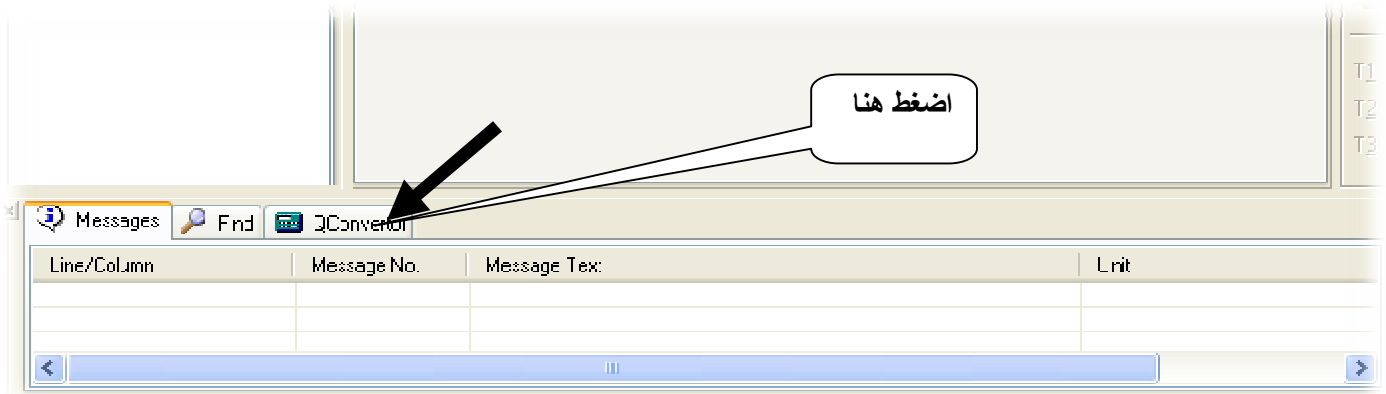 اضغط هنا
T1
T2
T3
Messages Find QConvertor
Line/Column Message No. Message Text Unit